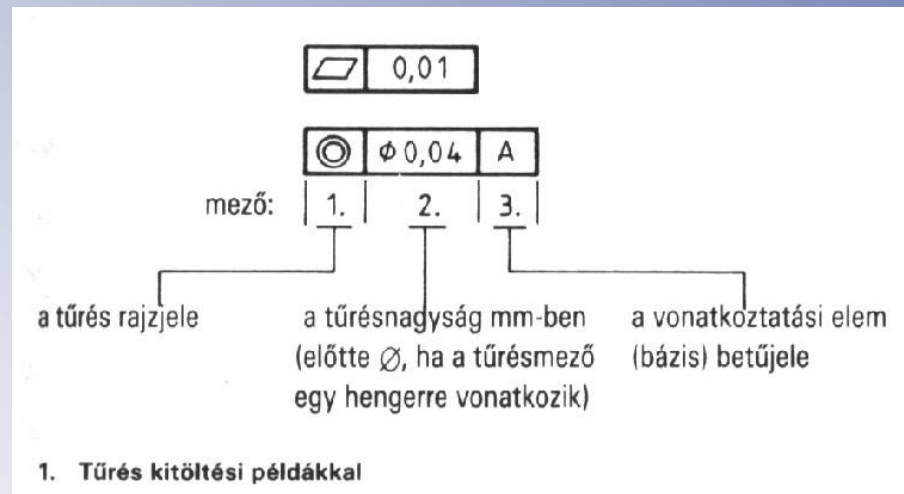 0,01
⌀ 0,04 A
mező: 1. 2. 3.
a tűrés rajzjele
a tűrésnagyság mm-ben
(előtte ∅, ha a tűrésmező
egy hengerre vonatkozik)
a vonatkoztatási elem
(bázis) betűjele
1. Tűrés kitöltési példákkal